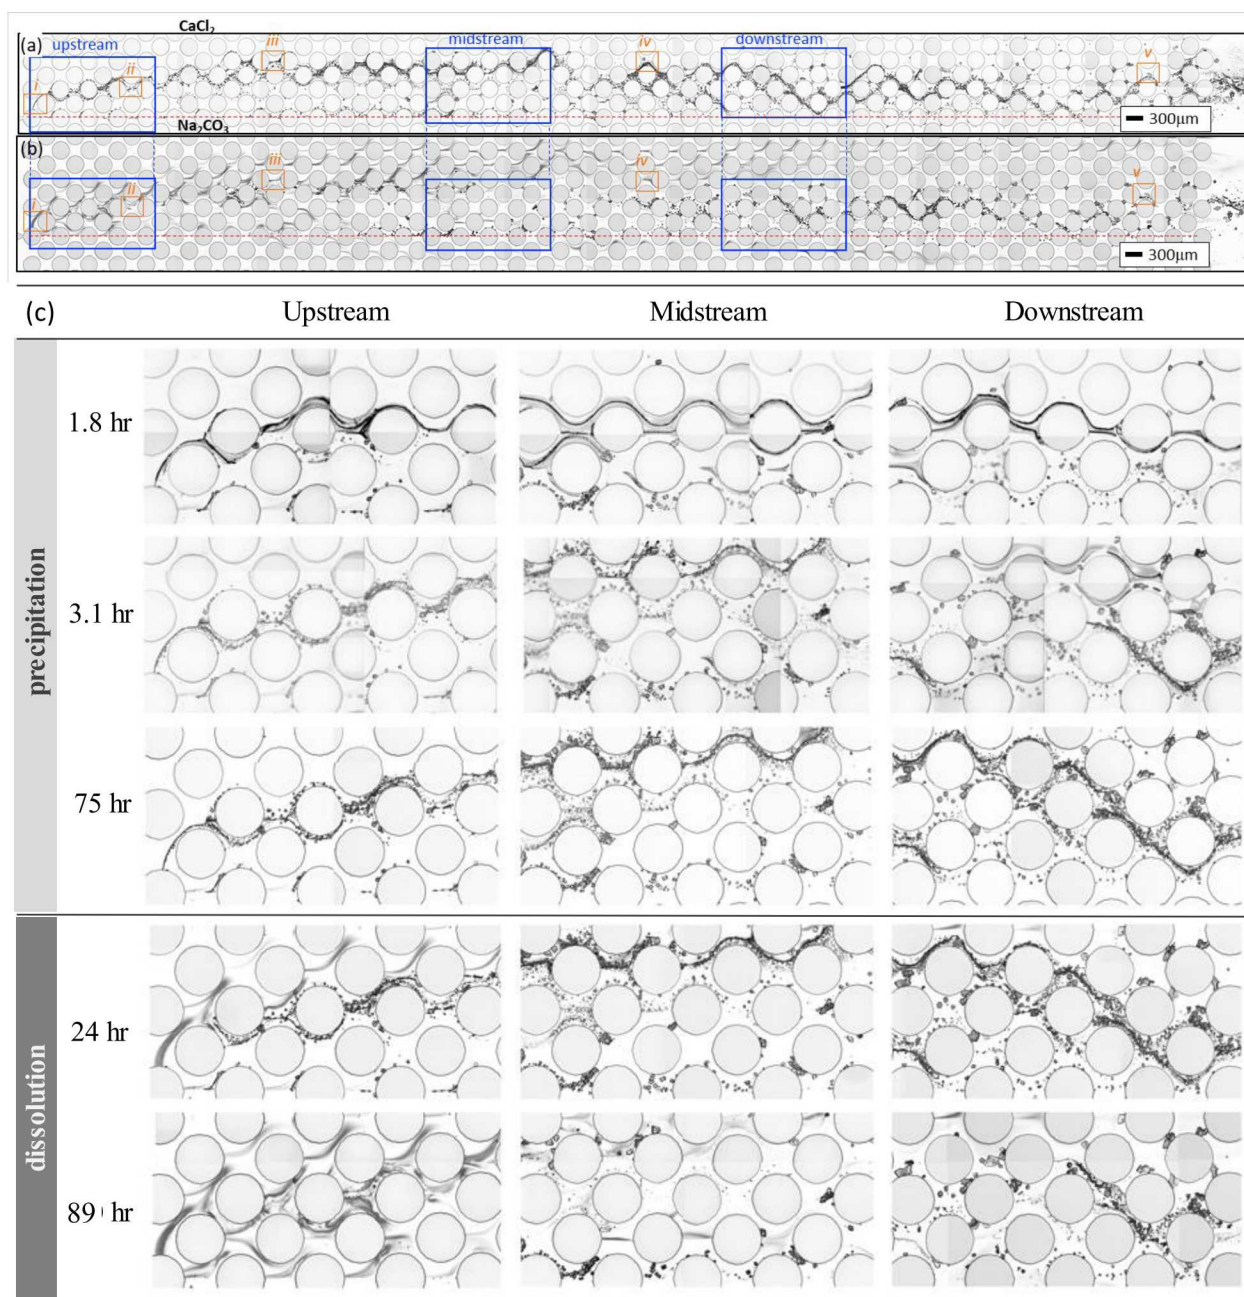 CaCl₂
(a)
upstream
midstream
downstream
i
ii
iii
iv
v
300μm
Na₂CO₃
(b)
i
ii
iii
iv
v
300μm
(c)
Upstream Midstream Downstream
precipitation
1.8 hr
3.1 hr
75 hr
dissolution
24 hr
89 hr